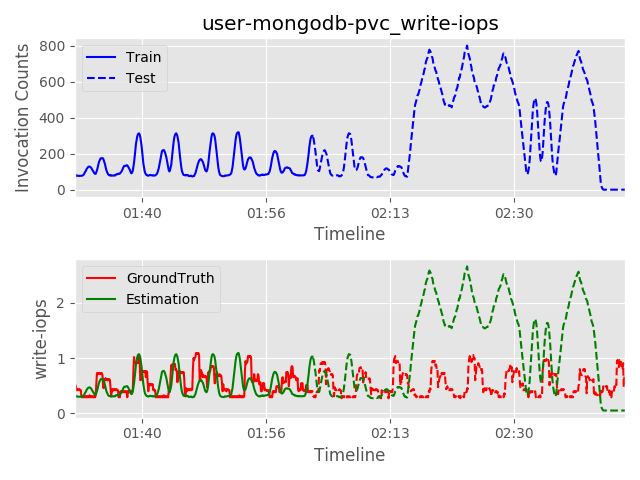 user-mongodb-pvc_write-iops
Invocation Counts
800
600
400
200
0
Train
Test
01:40 01:56 02:13 02:30
Timeline
write-iops
2
1
0
GroundTruth
Estimation
01:40 01:56 02:13 02:30
Timeline